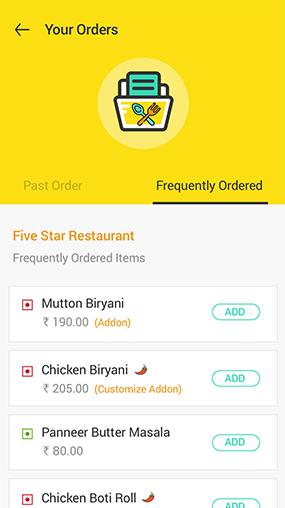 Your Orders
Past Order
Frequently Ordered
Five Star Restaurant
Frequently Ordered Items
Mutton Biryani
₹ 190.00 (Addon)
ADD
Chicken Biryani
₹ 205.00 (Customize Addon)
ADD
Panneer Butter Masala
₹ 80.00
ADD
Chicken Boti Roll
ADD